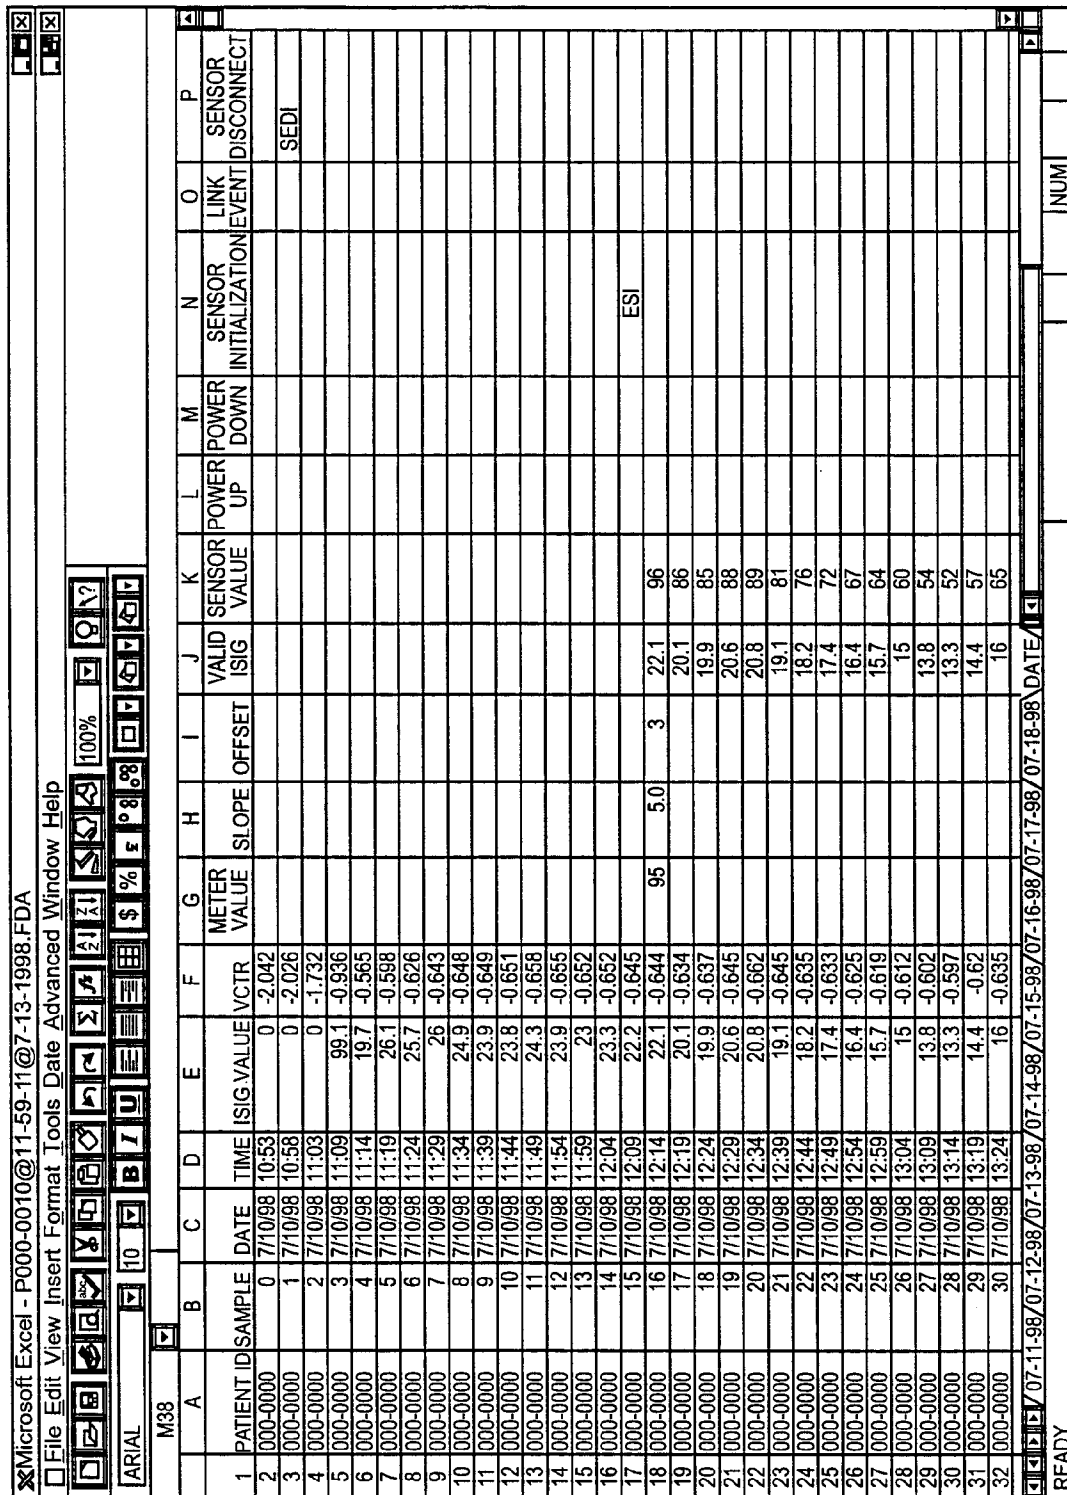 Microsoft Excel - P000-0010@11-59-11@7-13-1998.FDA
File Edit View Insert Format Tools Date Advanced Window Help
100%
ARIAL 10 B I U $ %
M38
A B C D E F G H I J K L M N O P
1 PATIENT ID SAMPLE DATE TIME ISIG VALUE VCTR METER VALUE SLOPE OFFSET VALID ISIG SENSOR VALUE POWER UP POWER DOWN SENSOR INITIALIZATION LINK EVENT SENSOR DISCONNECT
2 000-0000 0 7/10/98 10:53 0 -2.042
3 000-0000 1 7/10/98 10:58 0 -2.026 SEDI
4 000-0000 2 7/10/98 11:03 0 -1.732
5 000-0000 3 7/10/98 11:09 99.1 -0.936
6 000-0000 4 7/10/98 11:14 19.7 -0.565
7 000-0000 5 7/10/98 11:19 26.1 -0.598
8 000-0000 6 7/10/98 11:24 25.7 -0.626
9 000-0000 7 7/10/98 11:29 26 -0.643
10 000-0000 8 7/10/98 11:34 24.9 -0.648
11 000-0000 9 7/10/98 11:39 23.9 -1.649
12 000-0000 10 7/10/98 11:44 23.8 -0.661
13 000-0000 11 7/10/98 11:49 24.3 -0.658
14 000-0000 12 7/10/98 11:54 23.9 -0.655
15 000-0000 13 7/10/98 11:59 23 -0.652
16 000-0000 14 7/10/98 12:04 23.3 -0.652
17 000-0000 15 7/10/98 12:09 22.2 -0.645 ESI
18 000-0000 16 7/10/98 12:14 22.1 -0.644 95 5.0 3 22.1 96
19 000-0000 17 7/10/98 12:19 20.1 -0.634 20.1 86
20 000-0000 18 7/10/98 12:24 19.9 -0.637 19.9 85
21 000-0000 19 7/10/98 12:29 20.6 -0.645 20.6 88
22 000-0000 20 7/10/98 12:34 20.8 -0.662 20.8 89
23 000-0000 21 7/10/98 12:39 19.1 -0.645 19.1 81
24 000-0000 22 7/10/98 12:44 18.2 -0.635 18.2 76
25 000-0000 23 7/10/98 12:49 17.4 -0.633 17.4 72
26 000-0000 24 7/10/98 12:54 16.4 -0.625 16.4 67
27 000-0000 25 7/10/98 12:59 15.7 -0.619 15.7 64
28 000-0000 26 7/10/98 13:04 15 -0.612 15 60
29 000-0000 27 7/10/98 13:09 13.8 -0.602 13.8 54
30 000-0000 28 7/10/98 13:14 13.3 -0.597 13.3 52
31 000-0000 29 7/10/98 13:19 14.4 -0.62 14.4 57
32 000-0000 30 7/10/98 13:24 16 -0.635 16 65
07-11-98/07-12-98/07-13-98/07-14-98/07-15-98/07-16-98/07-17-98/07-18-98\DATE/
READY NUM